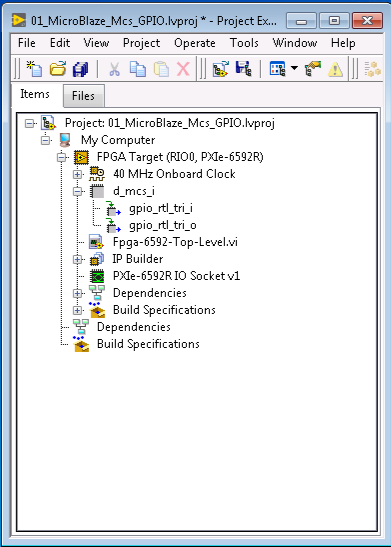 01_MicroBlaze_Mcs_GPIO.lvproj * - Project Ex...
File Edit View Project Operate Tools Window Help
Items Files
Project: 01_MicroBlaze_Mcs_GPIO.lvproj
My Computer
FPGA Target (RIO0, PXIe-6592R)
40 MHz Onboard Clock
d_mcs_i
gpio_rtl_tri_i
gpio_rtl_tri_o
Fpga-6592-Top-Level.vi
IP Builder
PXIe-6592R IO Socket v1
Dependencies
Build Specifications
Dependencies
Build Specifications